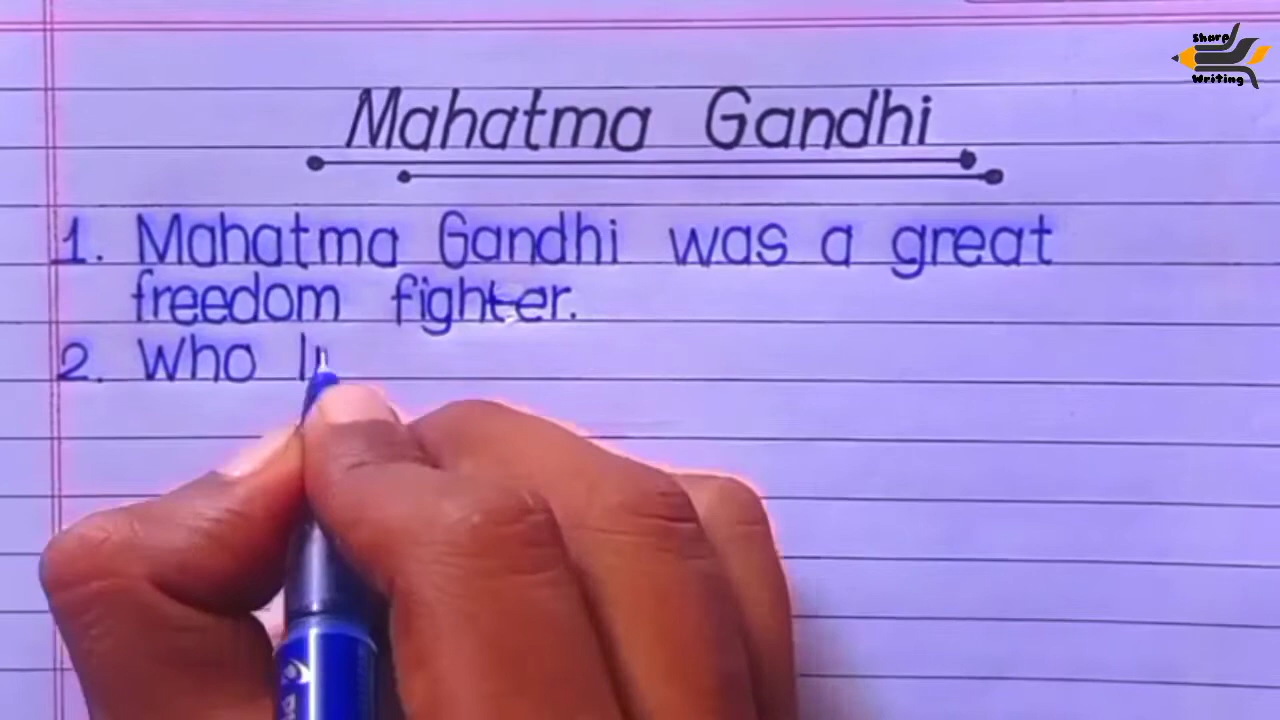 Sharp
Writing
Mahatma Gandhi
1. Mahatma Gandhi was a great
freedom fighter.
2. Who